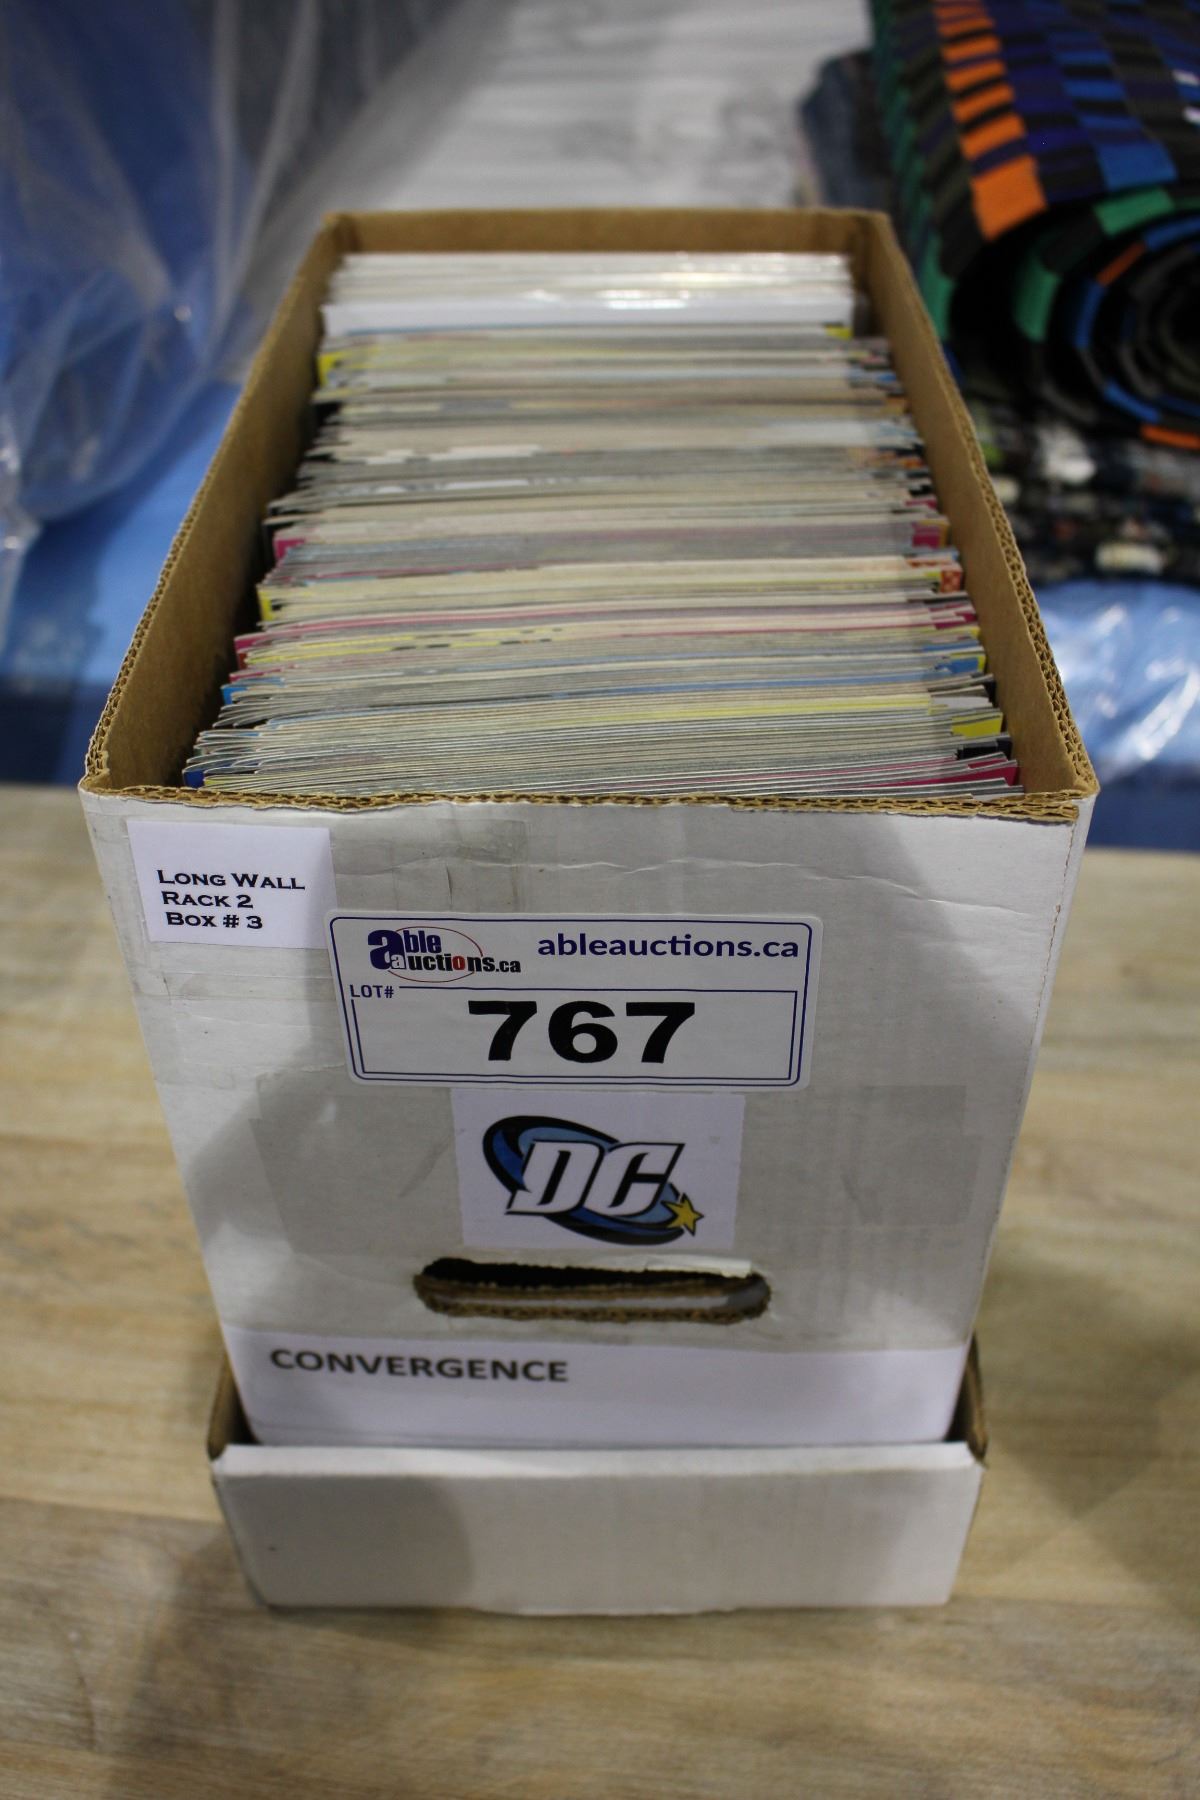 LONG WALL
RACK 2
BOX # 3
able auctions.ca
ableauctions.ca
LOT#
767
DC
CONVERGENCE